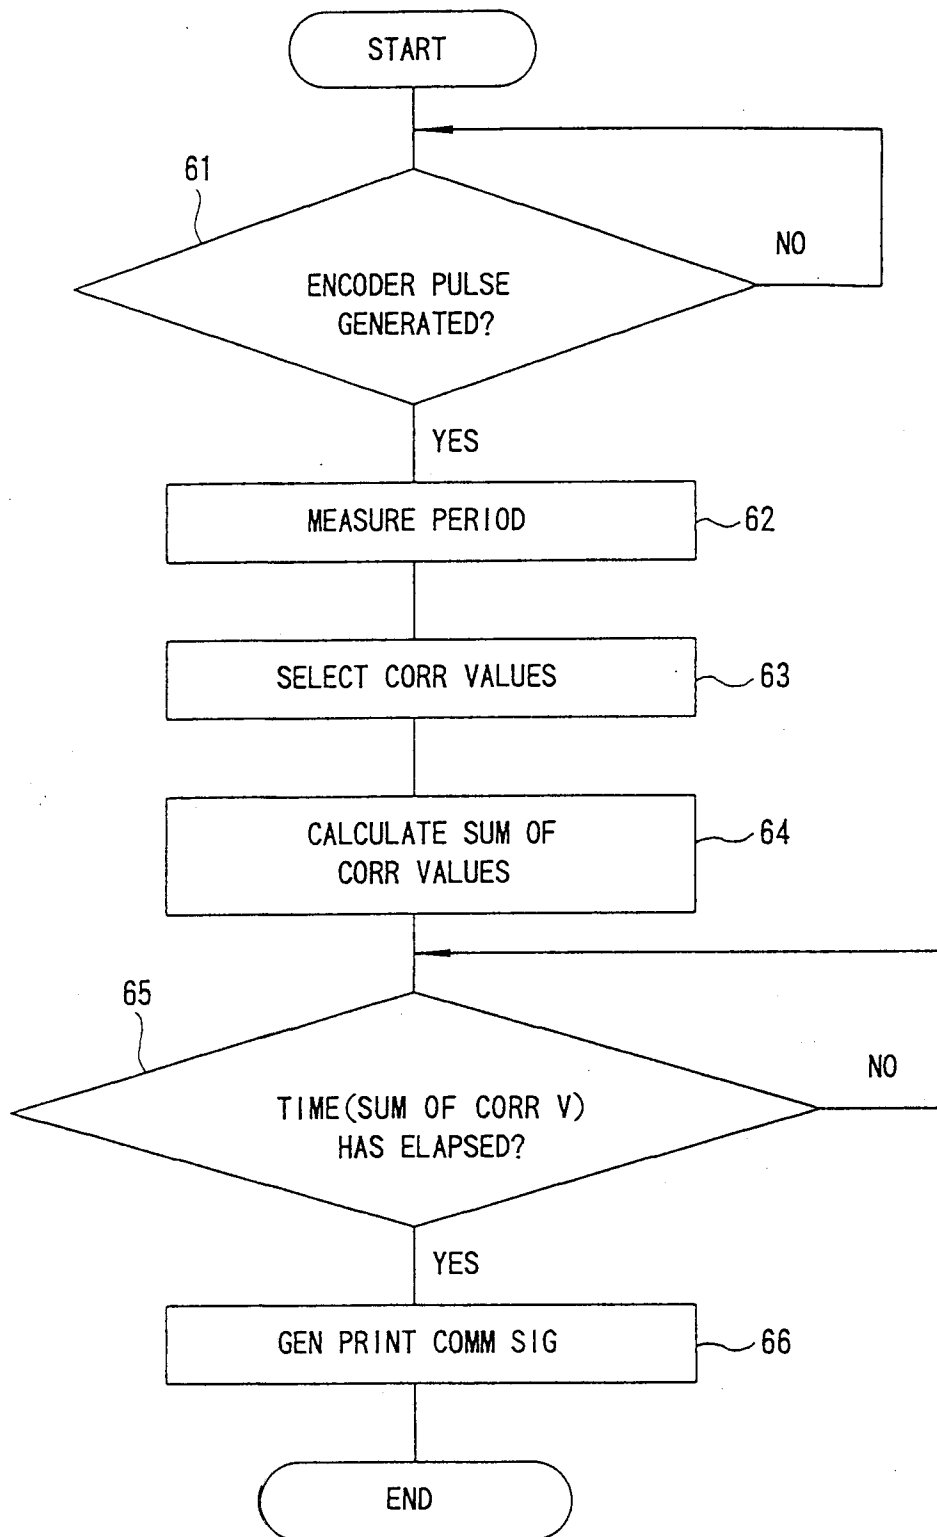 START
61
NO
ENCODER PULSE
GENERATED?
YES
MEASURE PERIOD
62
SELECT CORR VALUES
63
CALCULATE SUM OF
CORR VALUES
64
65
NO
TIME(SUM OF CORR V)
HAS ELAPSED?
YES
GEN PRINT COMM SIG
66
END